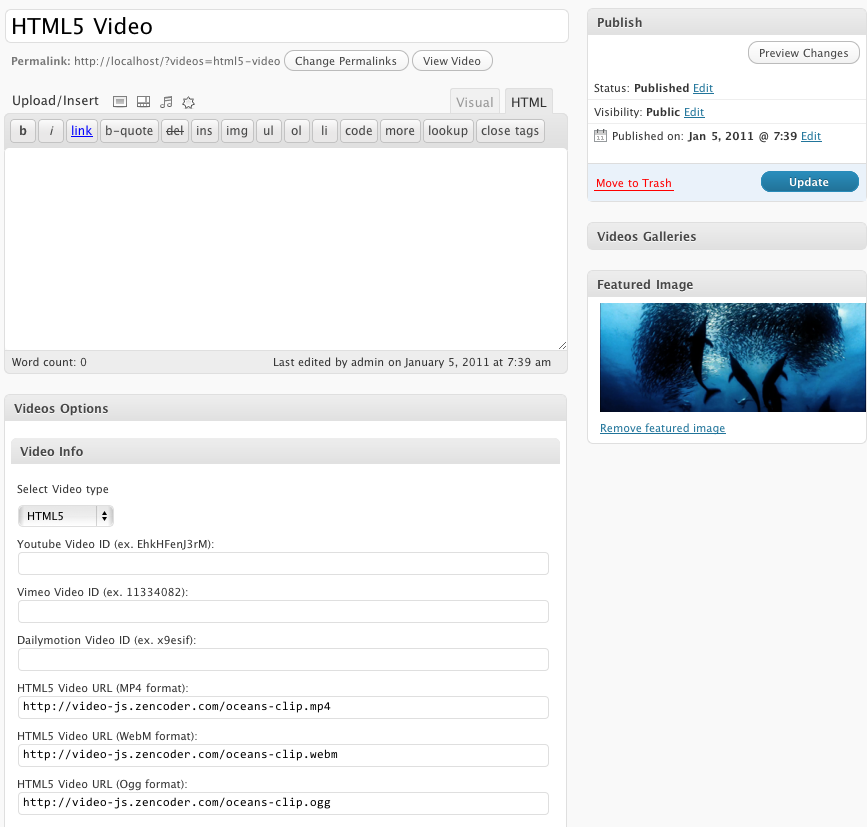 HTML5 Video
Permalink: http://localhost/?videos=html5-video Change Permalinks View Video
Upload/Insert Visual HTML
b i link b-quote del ins img ul ol li code more lookup close tags
Word count: 0 Last edited by admin on January 5, 2011 at 7:39 am
Videos Options
Video Info
Select Video type
HTML5
Youtube Video ID (ex. EhkHFenJ3rM):
Vimeo Video ID (ex. 11334082):
Dailymotion Video ID (ex. x9esif):
HTML5 Video URL (MP4 format):
http://video-js.zencoder.com/oceans-clip.mp4
HTML5 Video URL (WebM format):
http://video-js.zencoder.com/oceans-clip.webm
HTML5 Video URL (Ogg format):
http://video-js.zencoder.com/oceans-clip.ogg
Publish
Preview Changes
Status: Published Edit
Visibility: Public Edit
Published on: Jan 5, 2011 @ 7:39 Edit
Move to Trash Update
Videos Galleries
Featured Image
Remove featured image